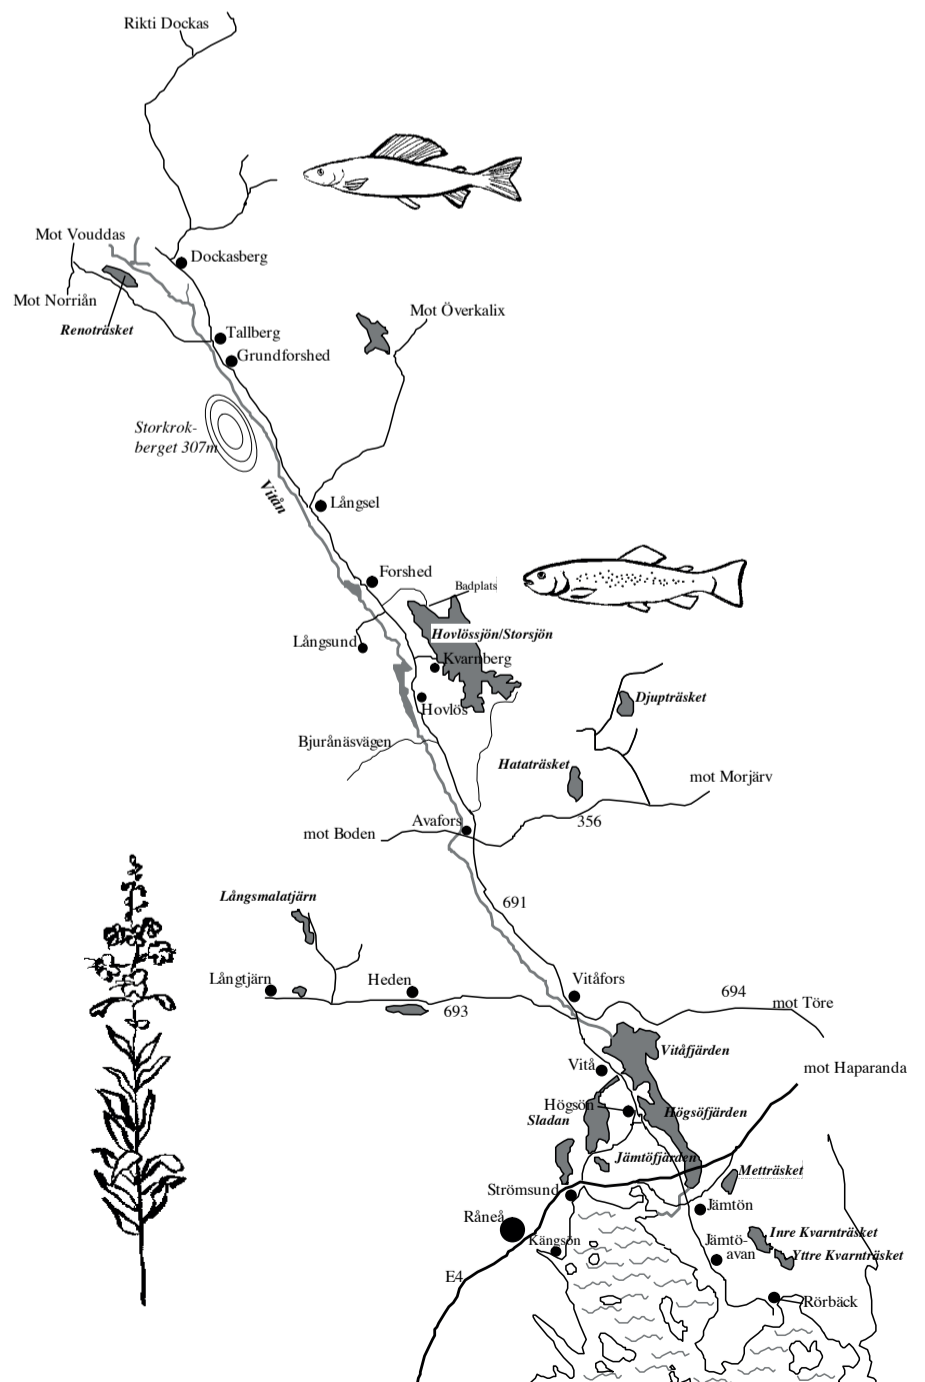 Rikti Dockas
Mot Vouddas
Dockasberg
Mot Norriån
Renoträsket
Mot Överkalix
Tallberg
Grundforshed
Storkrok-
berget 307m
Vitån
Långsel
Forshed
Badplats
Långsund
Hovlössjön/Storsjön
Kvarnberg
Hovlös
Djupträsket
Bjurånäsvägen
Hataträsket
mot Morjärv
356
Avafors
mot Boden
Långsmalatjärn
691
Långtjärn
Heden
693
Vitåfors
694
mot Töre
Vitåfjärden
Vitå
mot Haparanda
Högsön
Sladan
Högsöfjärden
Jämtöfjärden
Metträsket
Strömsund
Jämtön
Råneå
Kängsön
Jämtö-
avan
Inre Kvarnträsket
Yttre Kvarnträsket
E4
Rörbäck